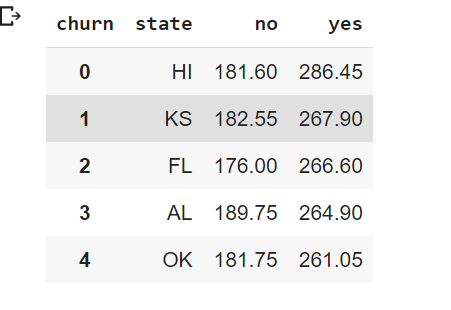 churn state no yes
0 HI 181.60 286.45
1 KS 182.55 267.90
2 FL 176.00 266.60
3 AL 189.75 264.90
4 OK 181.75 261.05